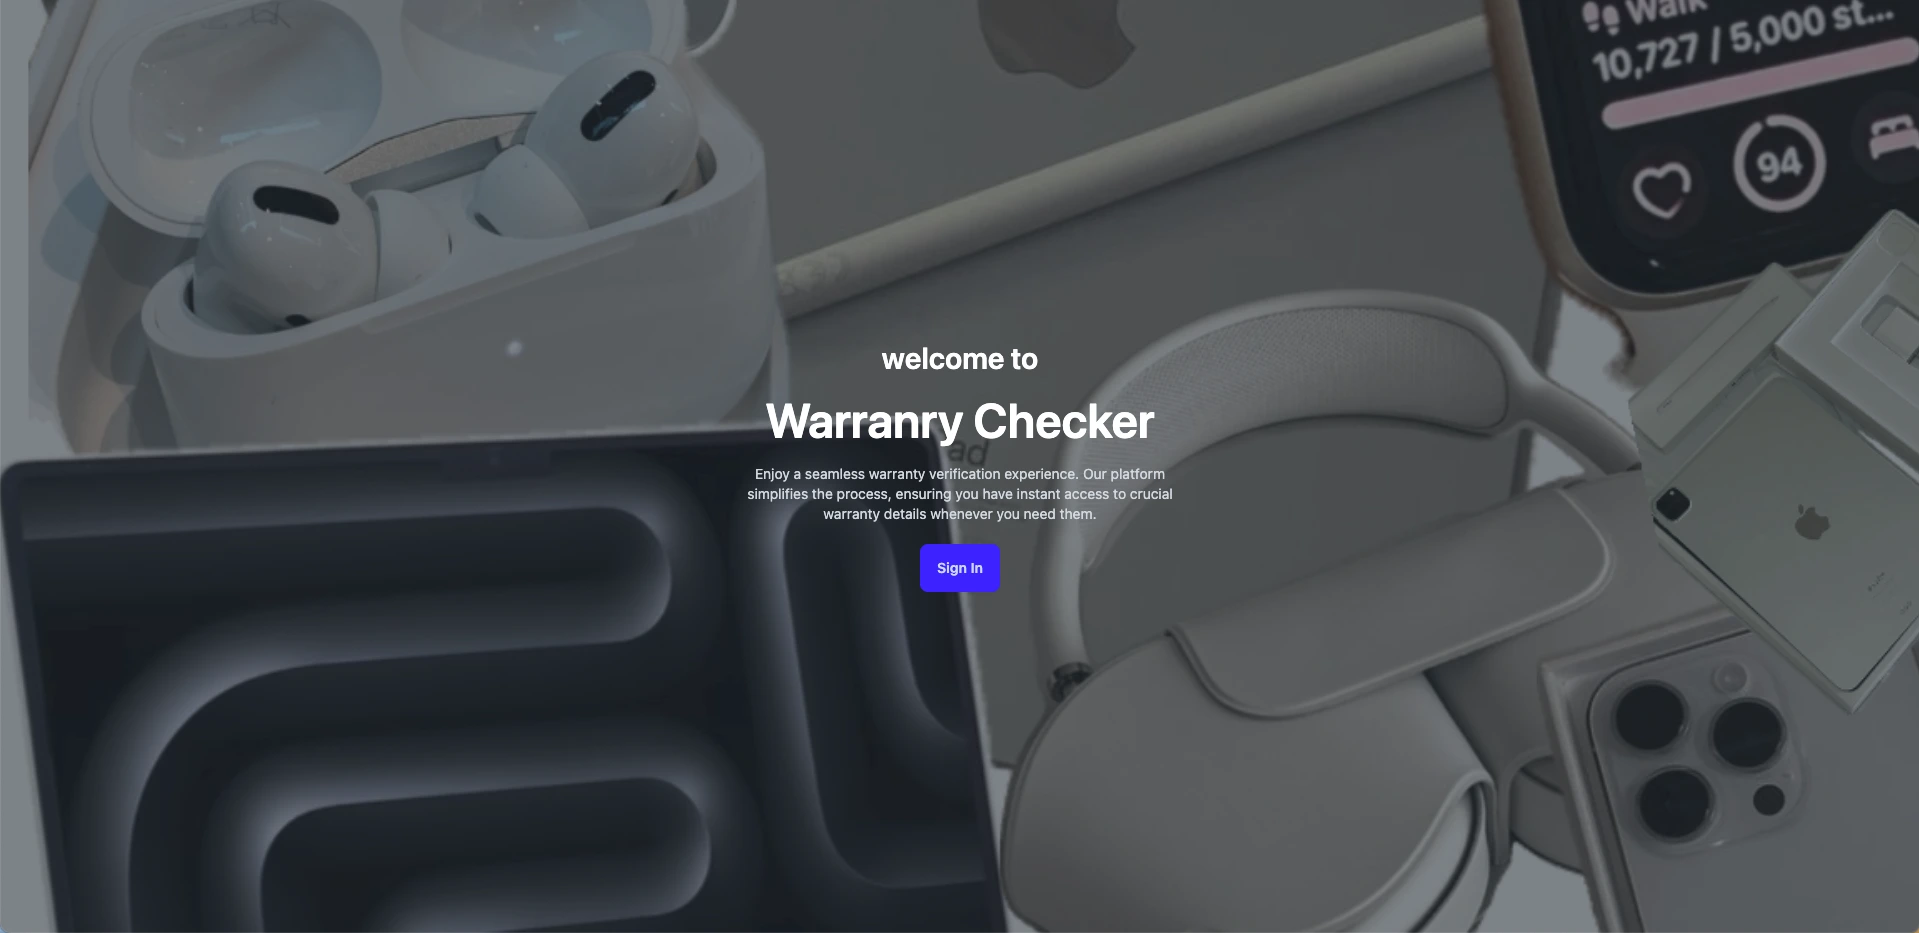 Walk
10,727 / 5,000 st...
94
welcome to
Warranry Checker
ad
Enjoy a seamless warranty verification experience. Our platform
simplifies the process, ensuring you have instant access to crucial
warranty details whenever you need them.
Sign In